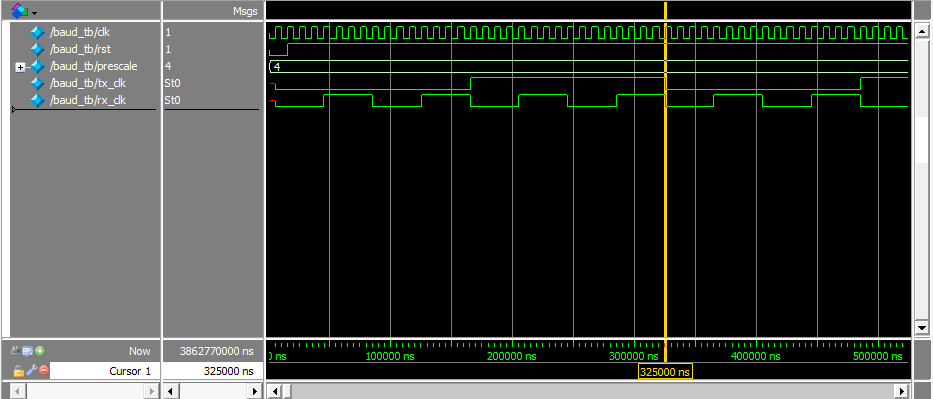 Msgs
/baud_tb/clk 1
/baud_tb/rst 1
/baud_tb/prescale 4 4
/baud_tb/tx_clk St0
/baud_tb/rx_clk St0
Now 3862770000 ns 0 ns 100000 ns 200000 ns 300000 ns 400000 ns 500000 ns
Cursor 1 325000 ns 325000 ns